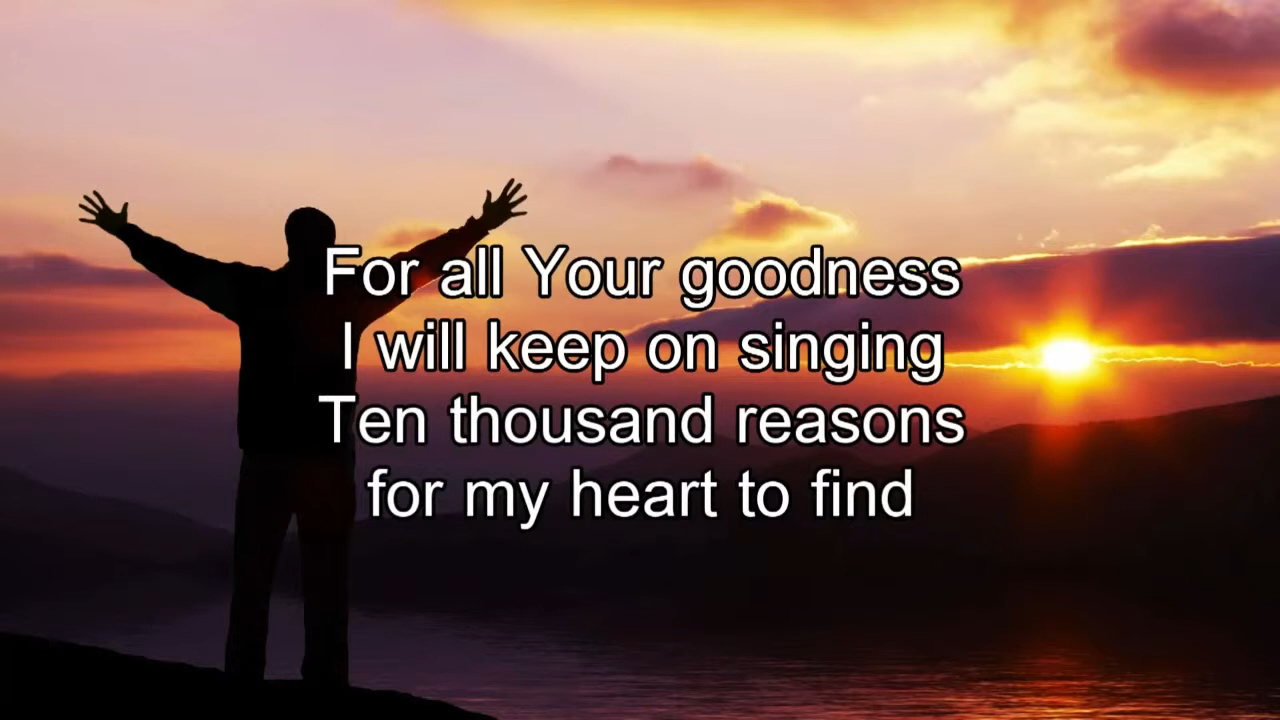 For all Your goodness
I will keep on singing
Ten thousand reasons
for my heart to find